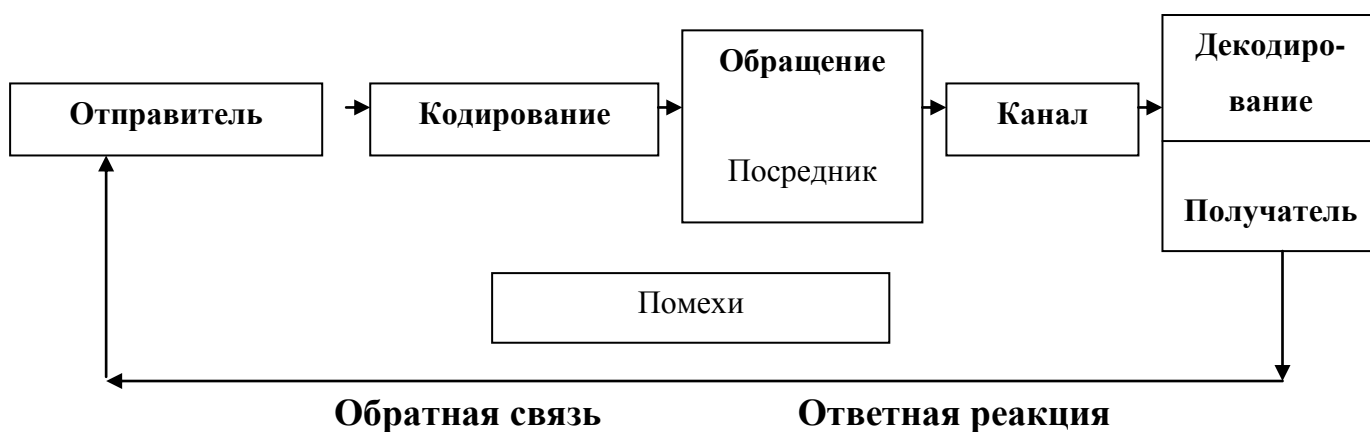 Отправитель
Кодирование
Обращение
Посредник
Канал
Декодиро-
вание
Получатель
Помехи
Обратная связь
Ответная реакция